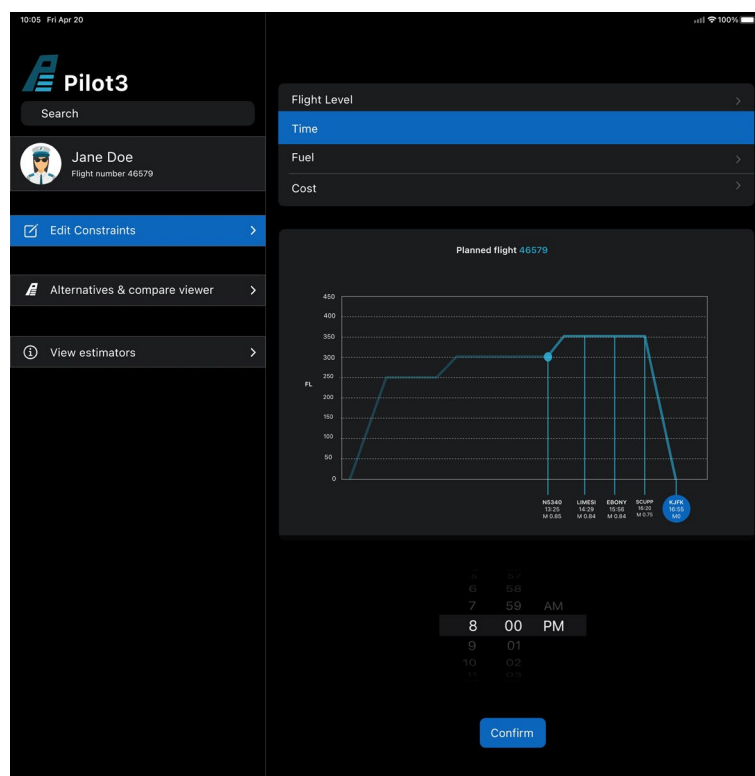 10:05 Fri Apr 20
100%
Pilot3
Search
Jane Doe
Flight number 46579
Edit Constraints
Alternatives & compare viewer
View estimators
Flight Level
Time
Fuel
Cost
Planned flight 46579
450
400
350
300
250
FL
200
150
100
50
0
N5340 LIMESI EBONY SCUPP KJFK
13:25 14:29 15:56 16:20 16:55
M 0.85 M 0.84 M 0.84 M 0.75 M0
6 58
7 59 AM
8 00 PM
9 01
10 02
11 03
Confirm